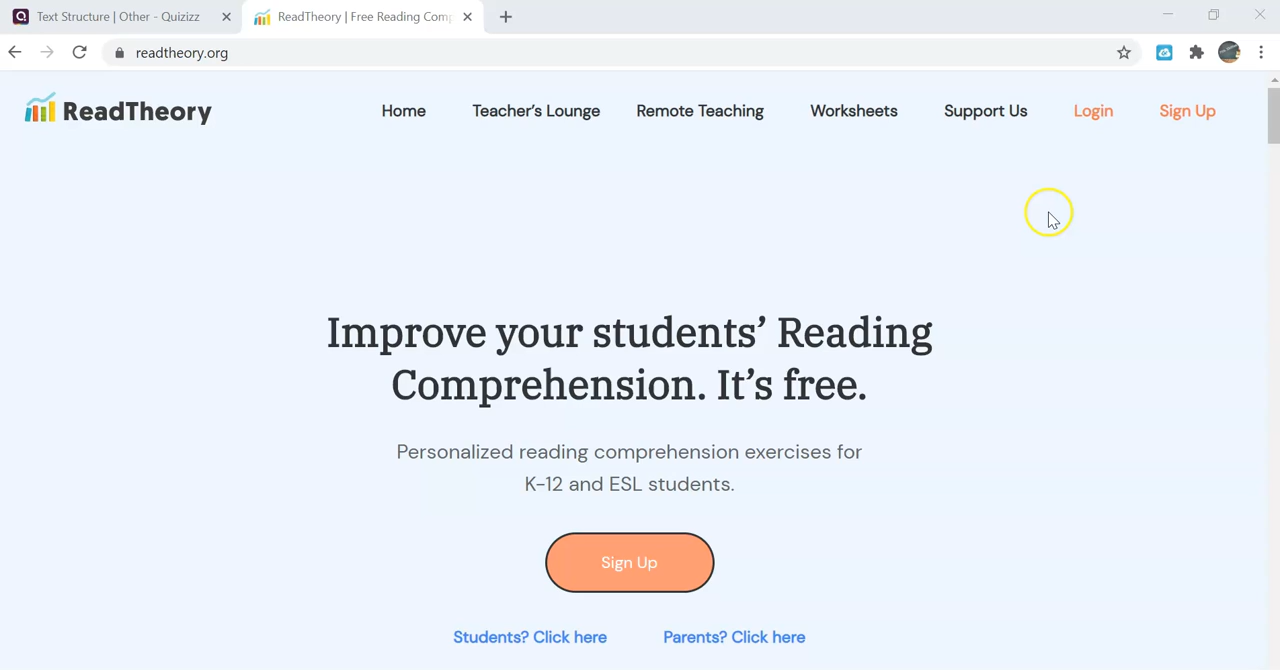 Text Structure | Other - Quizizz
ReadTheory | Free Reading Comp
readtheory.org
ReadTheory
Home
Teacher's Lounge
Remote Teaching
Worksheets
Support Us
Login
Sign Up
Improve your students' Reading
Comprehension. It's free.
Personalized reading comprehension exercises for
K-12 and ESL students.
Sign Up
Students? Click here
Parents? Click here